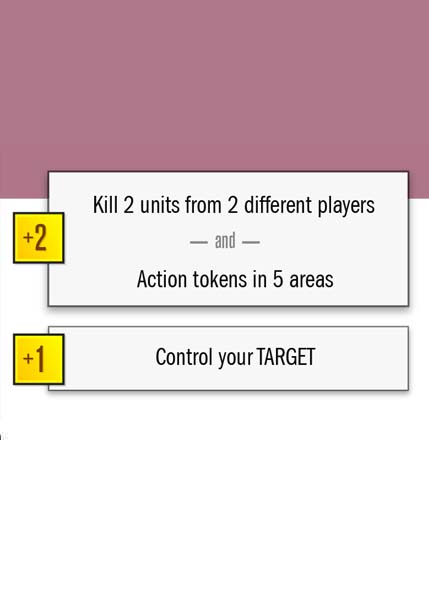 Kill 2 units from 2 different players
+2
— and —
Action tokens in 5 areas
+1
Control your TARGET